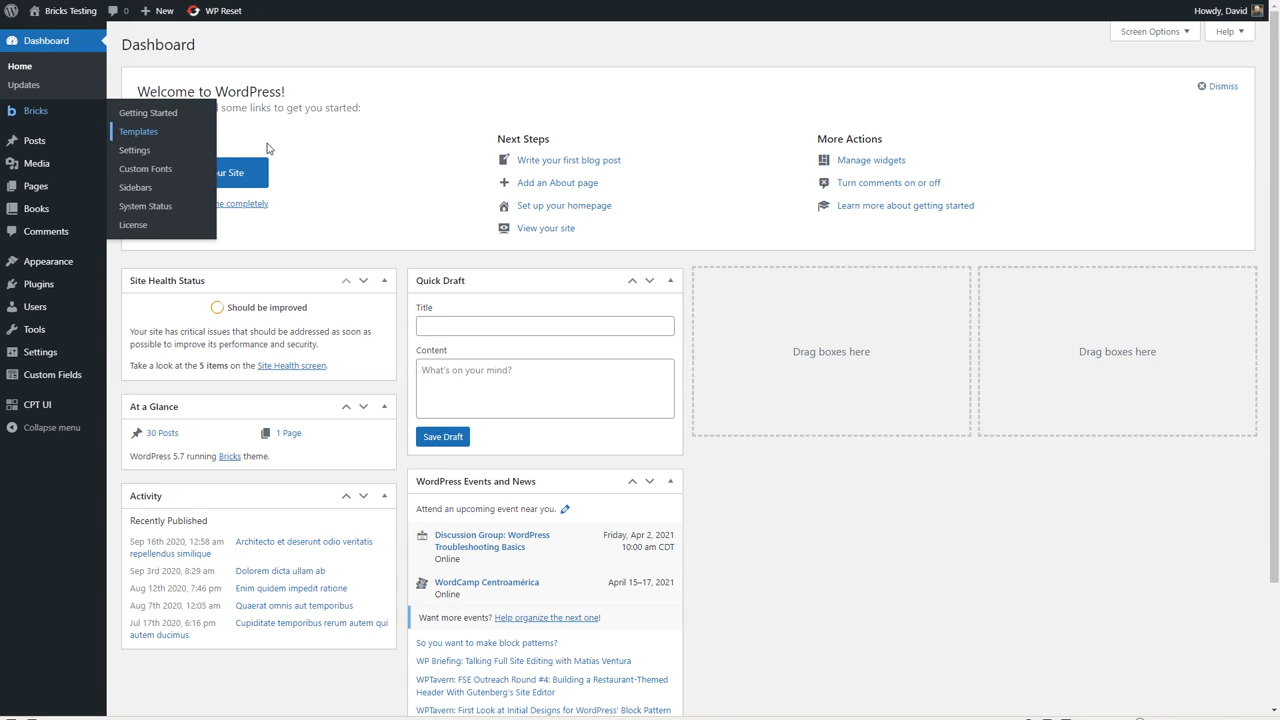 Bricks Testing
0
New
WP Reset
Howdy, David
Dashboard
Home
Updates
Bricks
Posts
Media
Pages
Books
Comments
Appearance
Plugins
Users
Tools
Settings
Custom Fields
CPT UI
Collapse menu
Getting Started
Templates
Settings
Custom Fonts
Sidebars
System Status
License
Dashboard
Screen Options
Help
Welcome to WordPress!
some links to get you started:
Dismiss
our Site
me completely
Next Steps
Write your first blog post
Add an About page
Set up your homepage
View your site
More Actions
Manage widgets
Turn comments on or off
Learn more about getting started
Site Health Status
Should be improved
Your site has critical issues that should be addressed as soon as
possible to improve its performance and security.
Take a look at the 5 items on the Site Health screen.
At a Glance
30 Posts
1 Page
WordPress 5.7 running Bricks theme.
Activity
Recently Published
Sep 16th 2020, 12:58 am Architecto et deserunt odio veritatis
repellendus similique
Sep 3rd 2020, 8:29 am Dolorem dicta ullam ab
Aug 12th 2020, 7:46 pm Enim quidem impedit ratione
Aug 7th 2020, 12:05 am Quaerat omnis aut temporibus
Jul 17th 2020, 6:16 pm Cupiditate temporibus rerum autem qui
autem ducimus
Quick Draft
Title
Content
What's on your mind?
Save Draft
WordPress Events and News
Attend an upcoming event near you.
Discussion Group: WordPress
Troubleshooting Basics
Online
Friday, Apr 2, 2021
10:00 am CDT
WordCamp Centroamérica
Online
April 15–17, 2021
Want more events? Help organize the next one!
So you want to make block patterns?
WP Briefing: Talking Full Site Editing with Matías Ventura
WPTavern: FSE Outreach Round #4: Building a Restaurant-Themed
Header With Gutenberg's Site Editor
WPTavern: First Look at Initial Designs for WordPress' Block Pattern
Drag boxes here
Drag boxes here